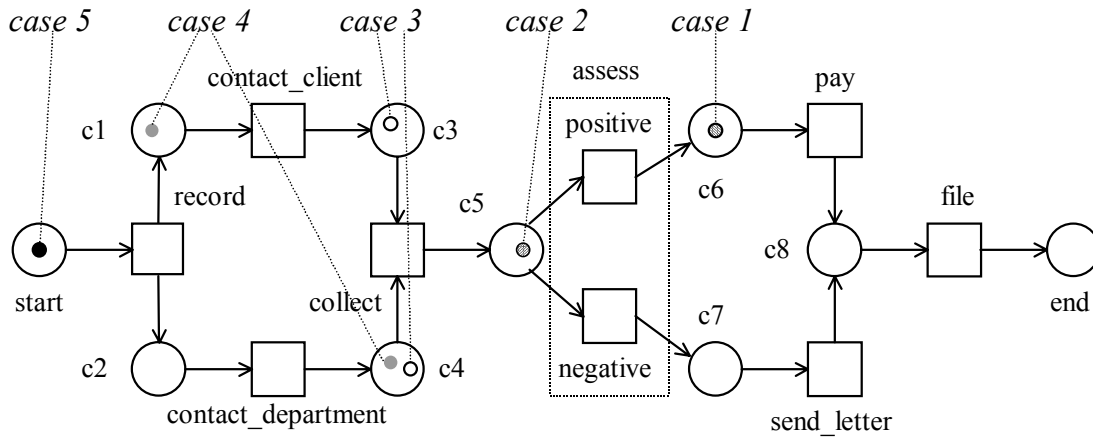 case 5
case 4
case 3
case 2
case 1
contact_client
assess
pay
c1
c3
positive
c6
record
c5
file
start
collect
c8
end
c7
c2
c4
negative
contact_department
send_letter